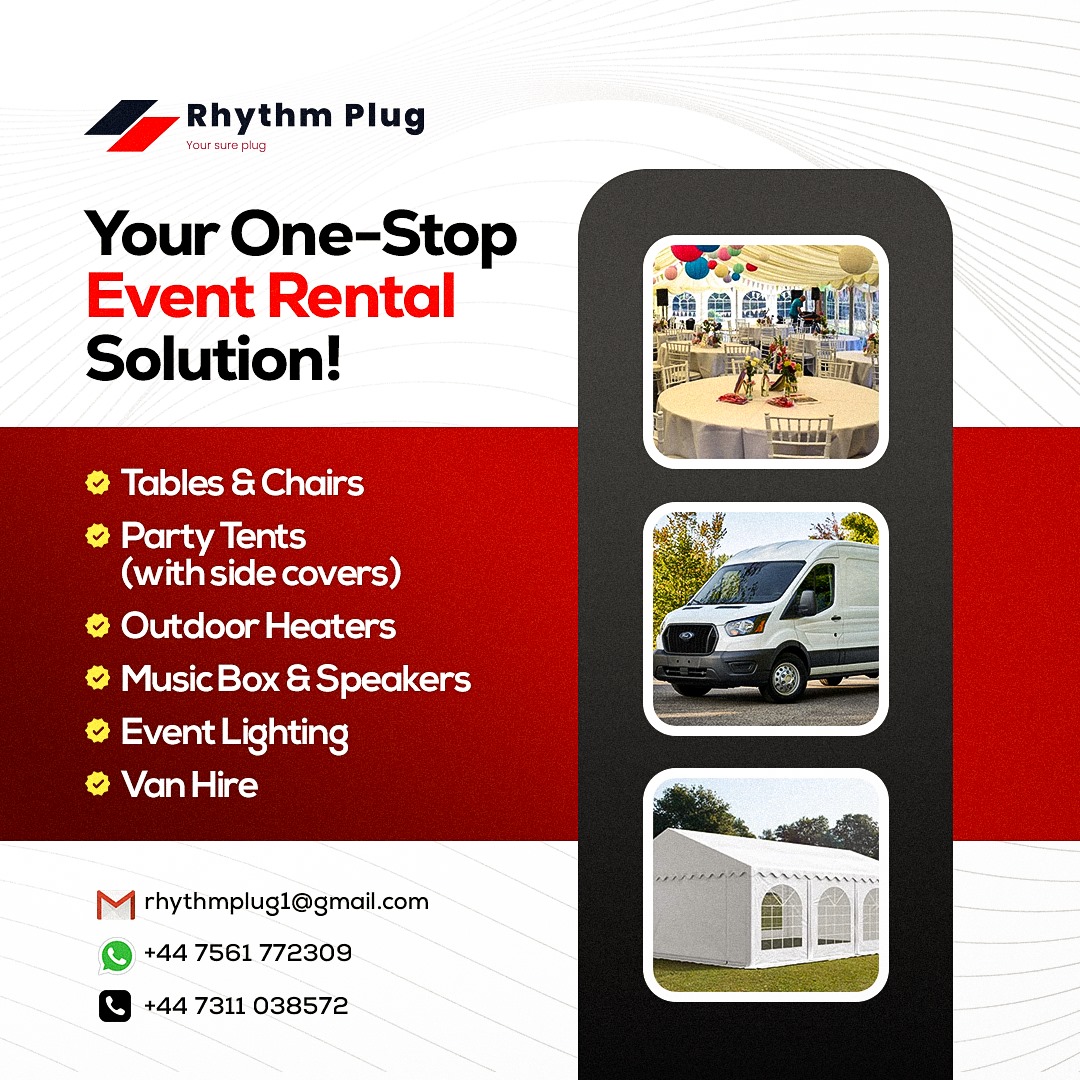 Rhythm Plug
Your sure plug
Your One-Stop
Event Rental
Solution!
Tables & Chairs
Party Tents
(with side covers)
Outdoor Heaters
Music Box & Speakers
Event Lighting
Van Hire
rhythmplug1@gmail.com
+44 7561 772309
+44 7311 038572